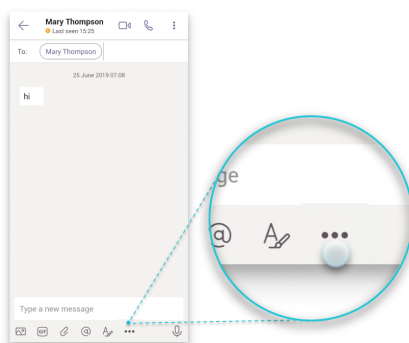 Mary Thompson
Last seen 15:25
To: Mary Thompson
25 June 2019 07:08
hi
Type a new message
GIF @ A
ge
@ A